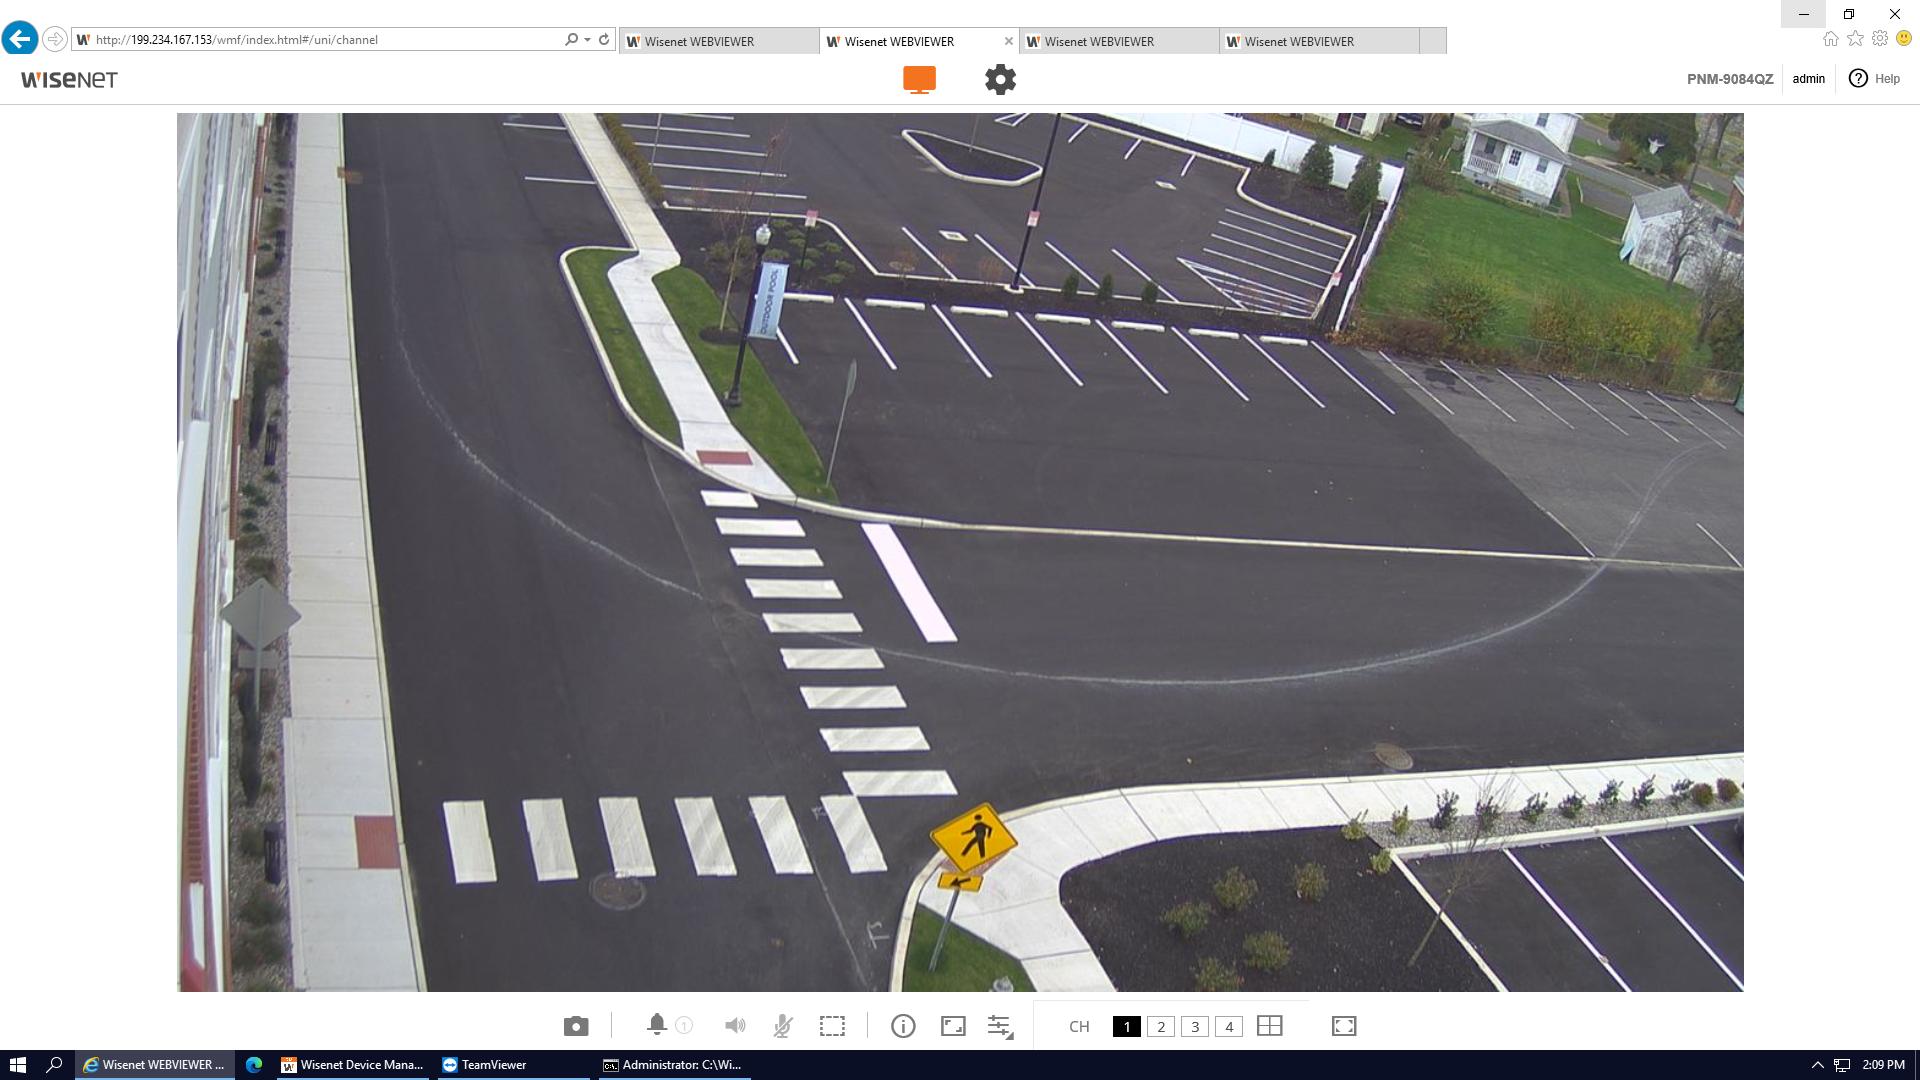 http://199.234.167.153/wmf/index.html#/uni/channel
Wisenet WEBVIEWER
Wisenet WEBVIEWER
Wisenet WEBVIEWER
Wisenet WEBVIEWER
WISENET
PNM-9084QZ
admin
? Help
OUTDOOR POOL
TS
1
CH
1
2
3
4
Wisenet WEBVIEWER ...
Wisenet Device Mana...
TeamViewer
Administrator: C:\Wi...
2:09 PM